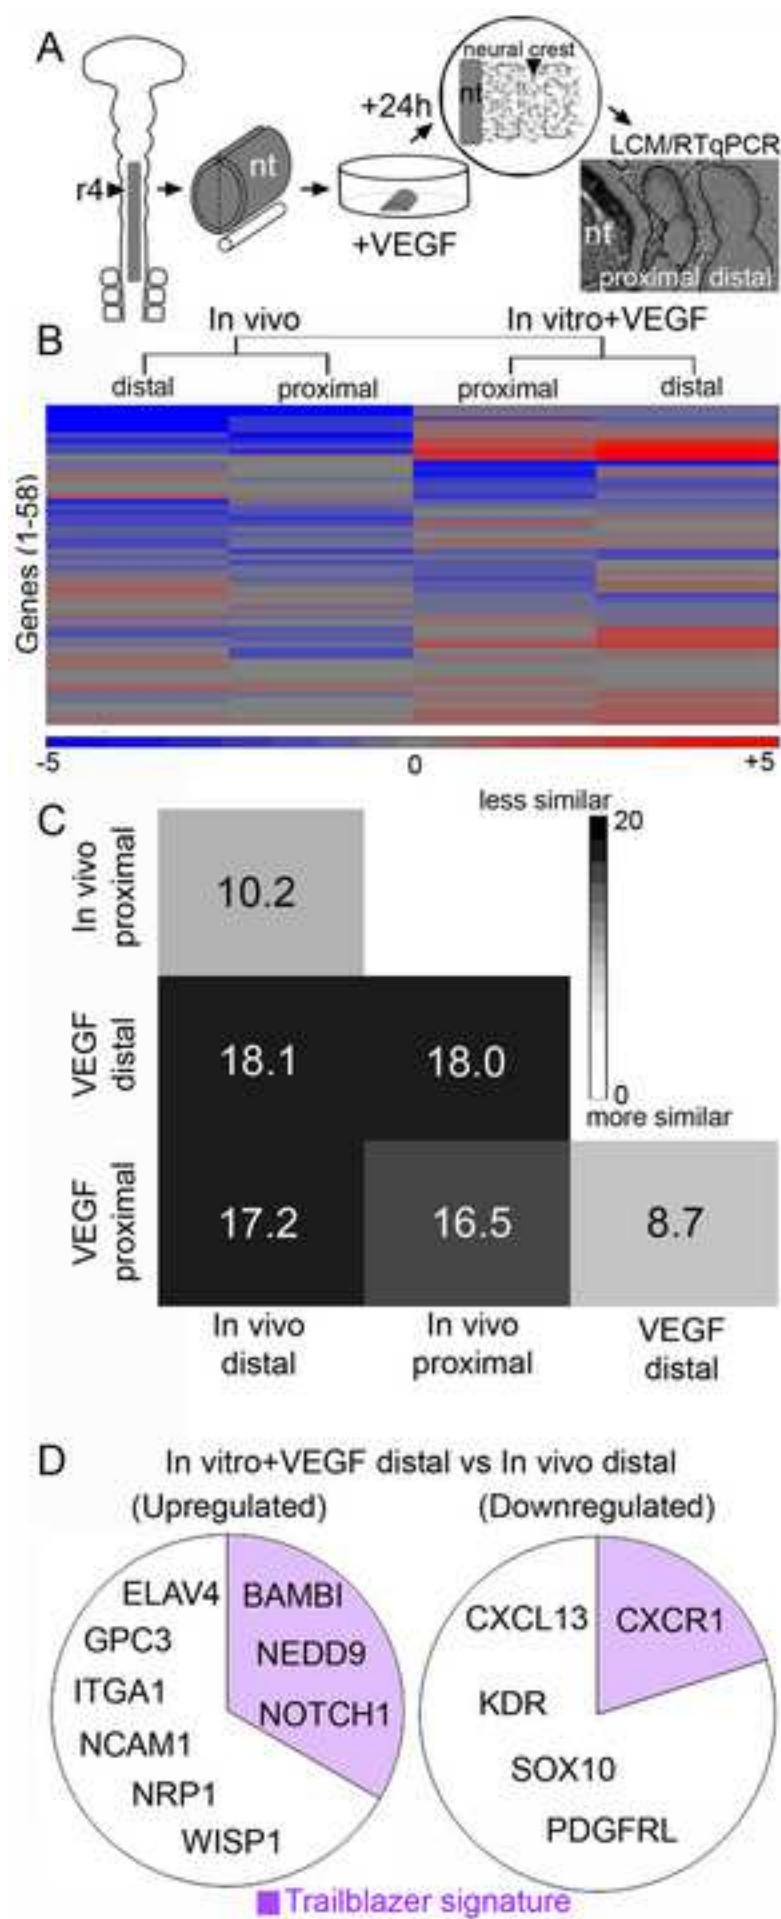 A
neural crest
nt
+24h
LCM/RTqPCR
r4
nt
+VEGF
nt
proximal distal
B
In vivo
In vitro+VEGF
distal
proximal
proximal
distal
Genes (1-58)
-5
0
+5
C
less similar
20
0
more similar
In vivo
proximal
10.2
VEGF
distal
18.1
18.0
VEGF
proximal
17.2
16.5
8.7
In vivo
distal
In vivo
proximal
VEGF
distal
D
In vitro+VEGF distal vs In vivo distal
(Upregulated)
(Downregulated)
ELAV4
BAMBI
GPC3
NEDD9
ITGA1
NOTCH1
NCAM1
NRP1
WISP1
CXCL13
CXCR1
KDR
SOX10
PDGFRL
Trailblazer signature